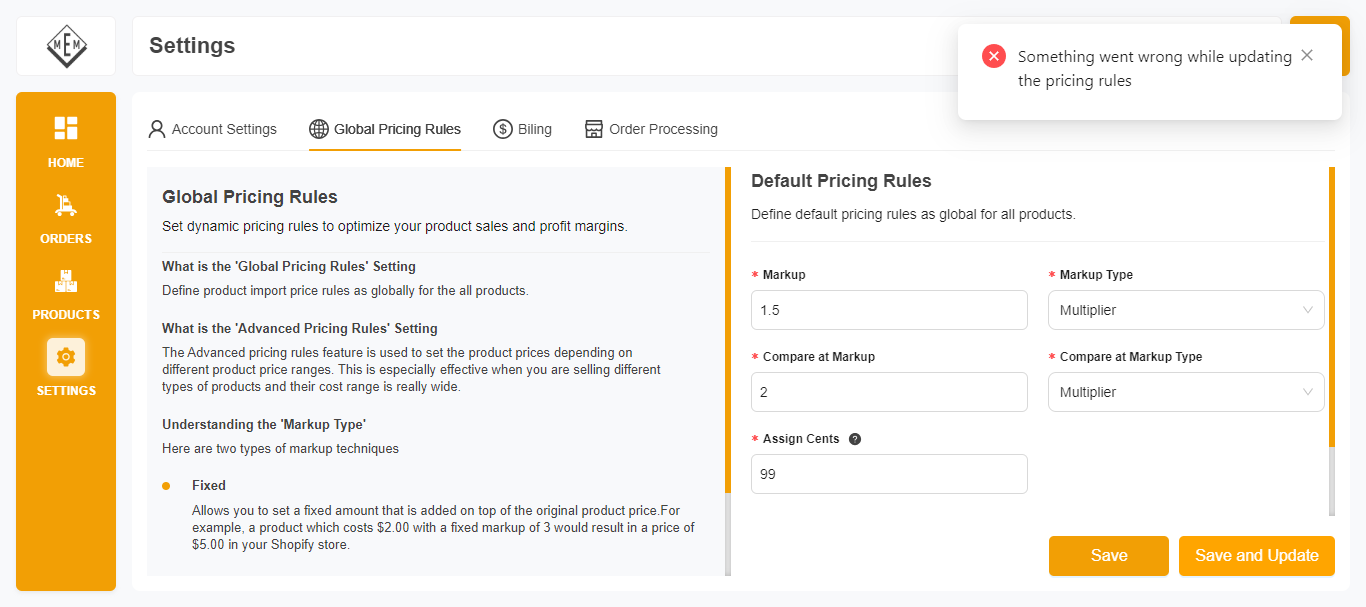 MEM
Settings
Something went wrong while updating
the pricing rules
HOME
ORDERS
PRODUCTS
SETTINGS
Account Settings
Global Pricing Rules
Biling
Order Processing
Global Pricing Rules
Set dynamic pricing rules to optimize your product sales and profit margins.
What is the 'Global Pricing Rules' Setting
Define product import price rules as globally for the all products.
What is the 'Advanced Pricing Rules' Setting
The Advanced pricing rules feature is used to set the product prices depending on
different product price ranges. This is especially effective when you are selling different
types of products and their cost range is really wide.
Understanding the 'Markup Type'
Here are two types of markup techniques
Fixed
Allows you to set a fixed amount that is added on top of the original product price.For
example, a product which costs $2.00 with a fixed markup of 3 would result in a price of
$5.00 in your Shopify store.
Default Pricing Rules
Define default pricing rules as global for all products.
* Markup
1.5
* Markup Type
Multiplier
* Compare at Markup
2
* Compare at Markup Type
Multiplier
* Assign Cents ?
99
Save
Save and Update